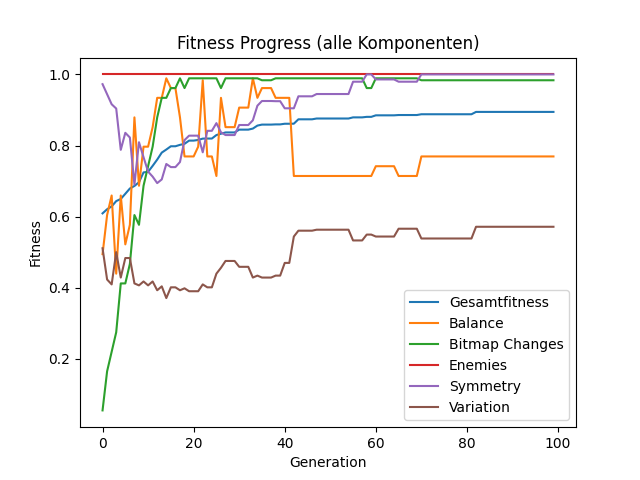 Fitness Progress (alle Komponenten)
1.0
0.8
0.6
0.4
0.2
Fitness
Gesamtfitness
Balance
Bitmap Changes
Enemies
Symmetry
Variation
0 20 40 60 80 100
Generation